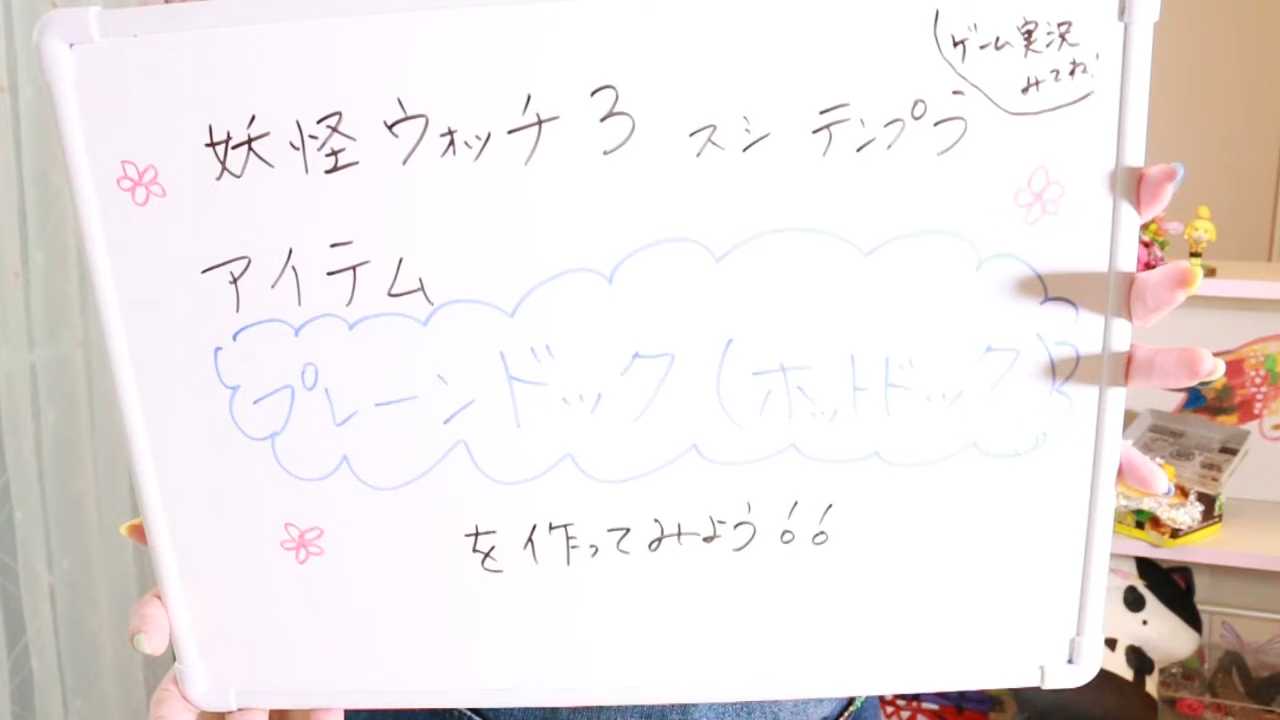 ゲーム実況
みてね!
妖怪ウォッチ3 スシ テンプラ
アイテム
プレーンドック(ホットドック)
を作ってみよう!!